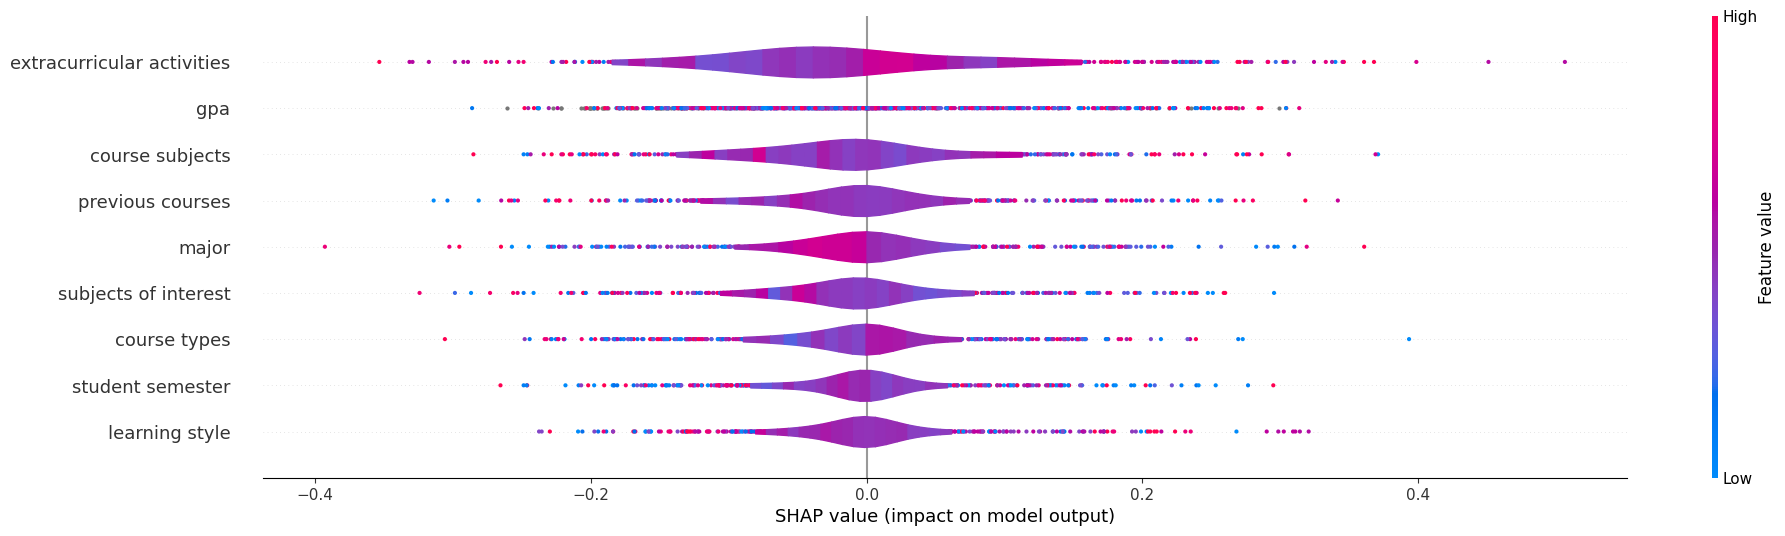 High
extracurricular activities
gpa
course subjects
previous courses
major
subjects of interest
course types
student semester
learning style
Feature value
Low
−0.4 −0.2 0.0 0.2 0.4
SHAP value (impact on model output)